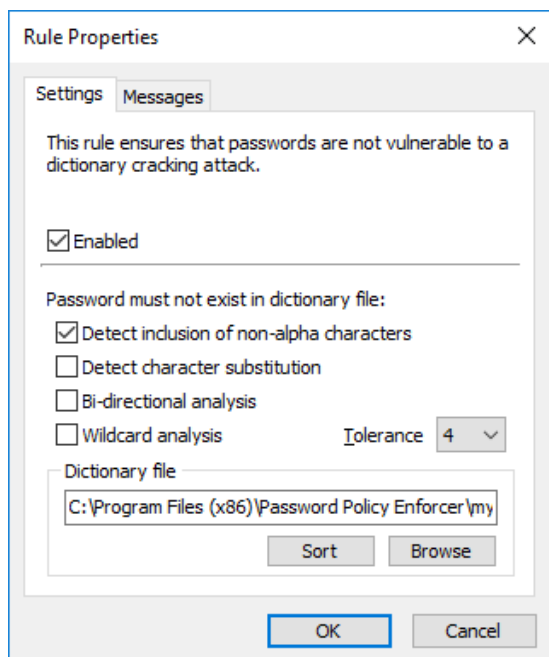 Rule Properties
Settings
Messages
This rule ensures that passwords are not vulnerable to a
dictionary cracking attack.
Enabled
Password must not exist in dictionary file:
Detect inclusion of non-alpha characters
Detect character substitution
Bi-directional analysis
Wildcard analysis Tolerance 4
Dictionary file
C:\Program Files (x86)\Password Policy Enforcer\my
Sort Browse
OK Cancel